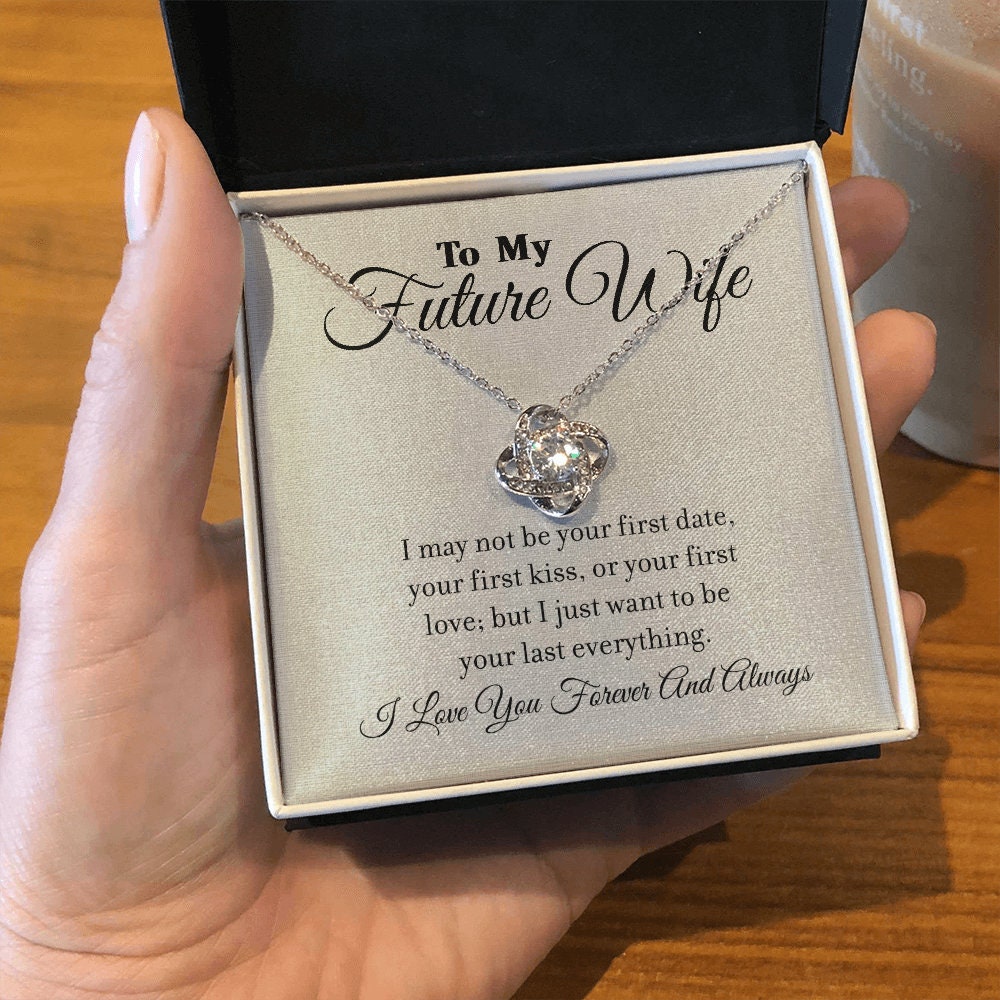 To My
Future Wife
I may not be your first date,
your first kiss, or your first
love; but I just want to be
your last everything.
I Love You Forever And Always